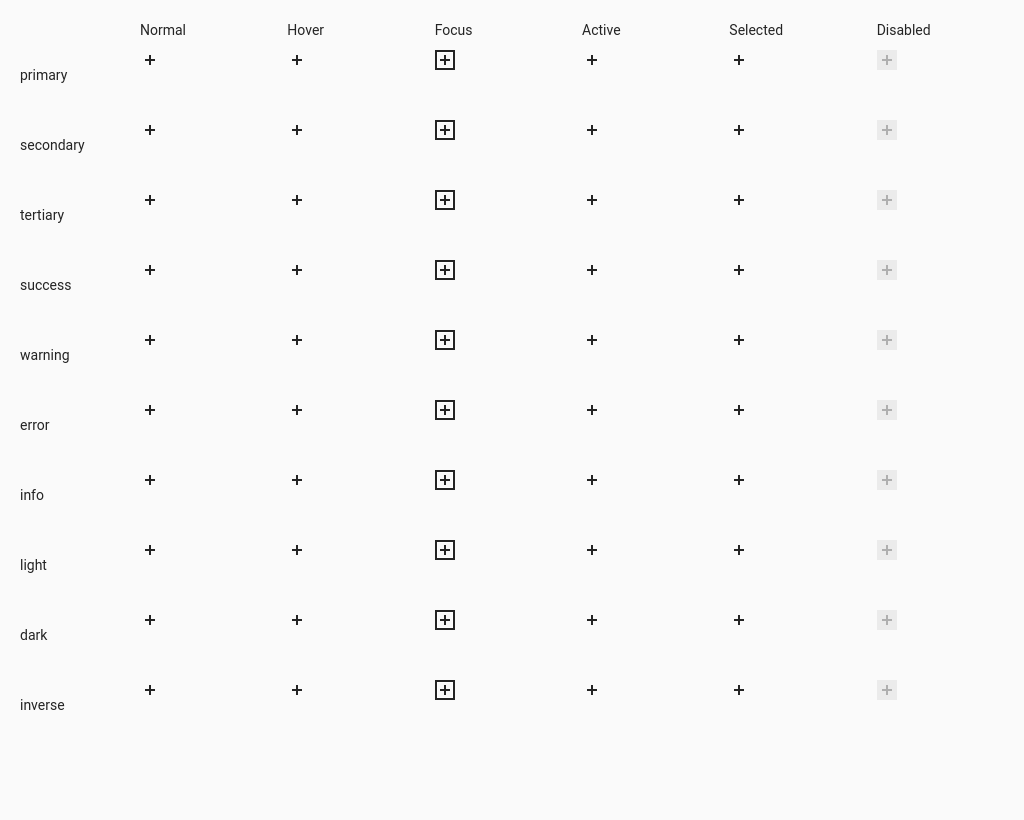 Normal Hover Focus Active Selected Disabled
primary
secondary
tertiary
success
warning
error
info
light
dark
inverse